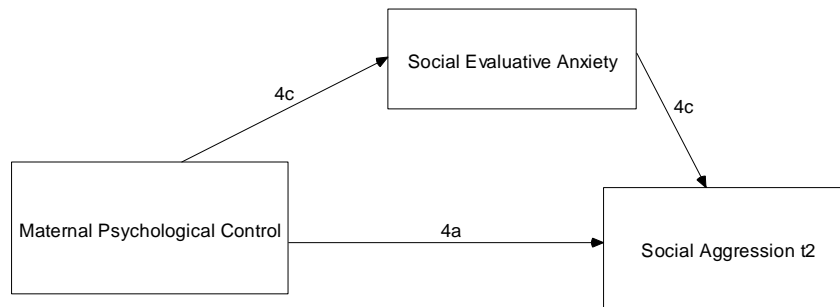 Social Evaluative Anxiety
4c
4c
Maternal Psychological Control
4a
Social Aggression t2